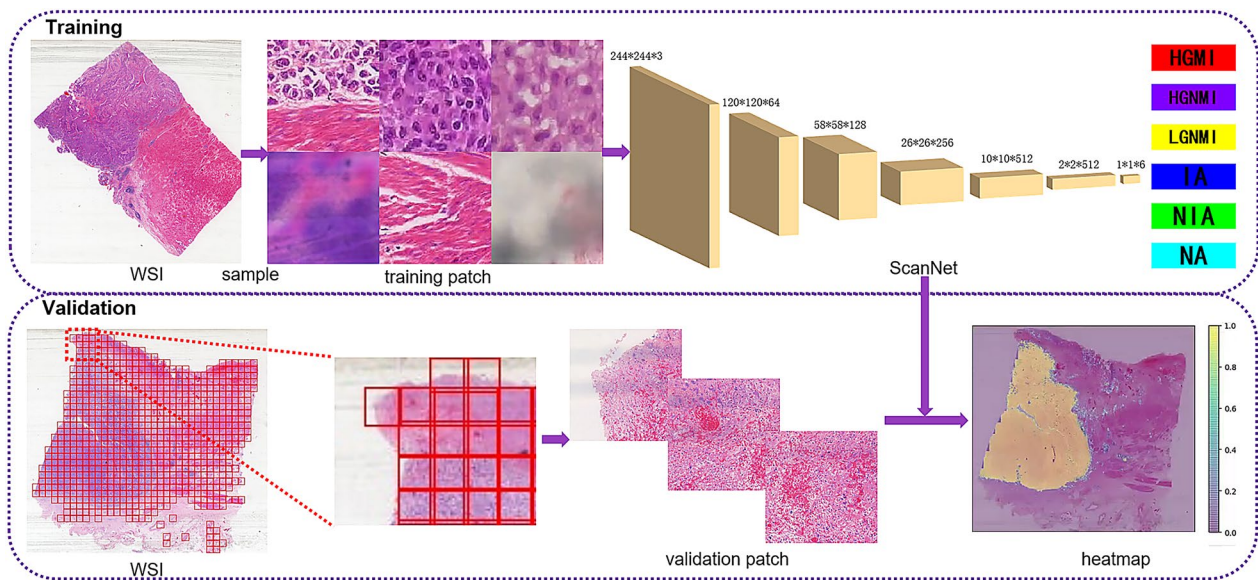 Training
244*244*3
120*120*64
58*58*128
26*26*256
10*10*512
2*2*512
1*1*6
HGMI
HGNMI
LGNMI
IA
NIA
NA
WSI
sample
training patch
ScanNet
Validation
1.0
0.8
0.6
0.4
0.2
0.0
WSI
validation patch
heatmap